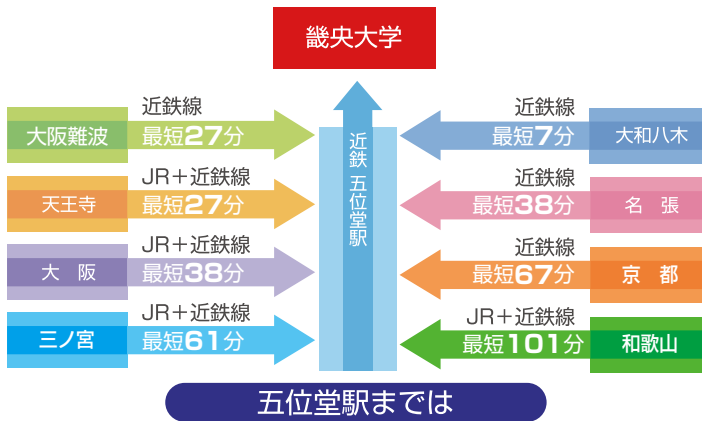 畿央大学
近鉄 五位堂駅
近鉄線
大阪難波
最短27分
JR＋近鉄線
天王寺
最短27分
JR＋近鉄線
大　阪
最短38分
JR＋近鉄線
三ノ宮
最短61分
近鉄線
最短7分
大和八木
近鉄線
最短38分
名　張
近鉄線
最短67分
京　都
JR＋近鉄線
最短101分
和歌山
五位堂駅までは